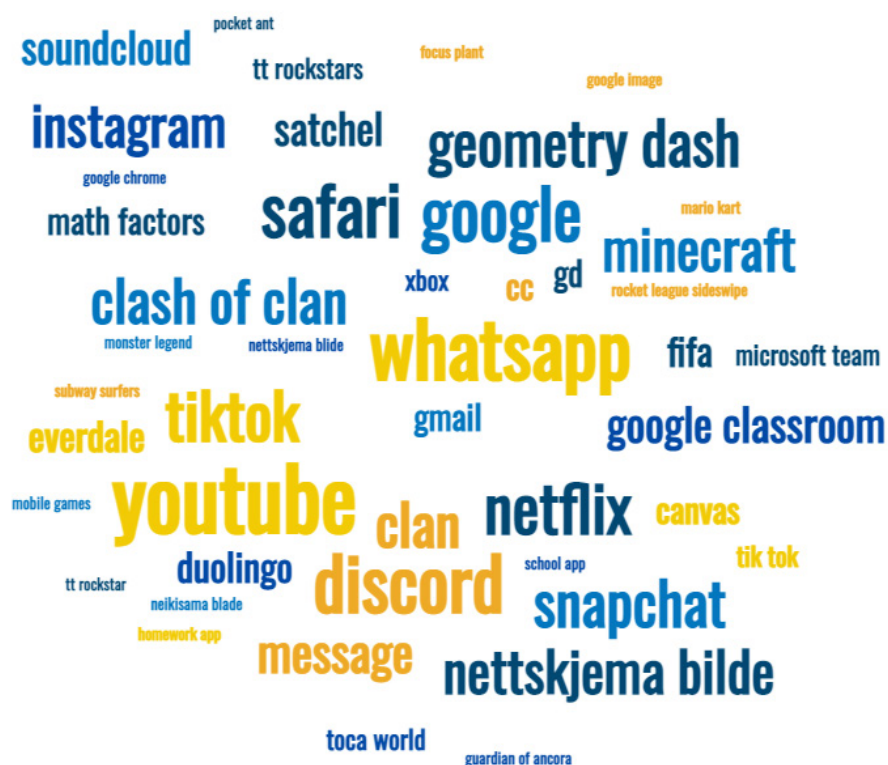 pocket ant
soundcloud
focus plant
tt rockstars
google image
instagram
satchel
geometry dash
google chrome
safari
google
mario kart
math factors
minecraft
xbox
cc
gd
rocket league sideswipe
clash of clan
monster legend
nettskjema blide
whatsapp
fifa
microsoft team
subway surfers
tiktok
gmail
google classroom
everdale
mobile games
youtube
clan
netflix
canvas
tik tok
duolingo
school app
tt rockstar
discord
neikisama blade
snapchat
homework app
message
nettskjema bilde
toca world
guardian of ancora